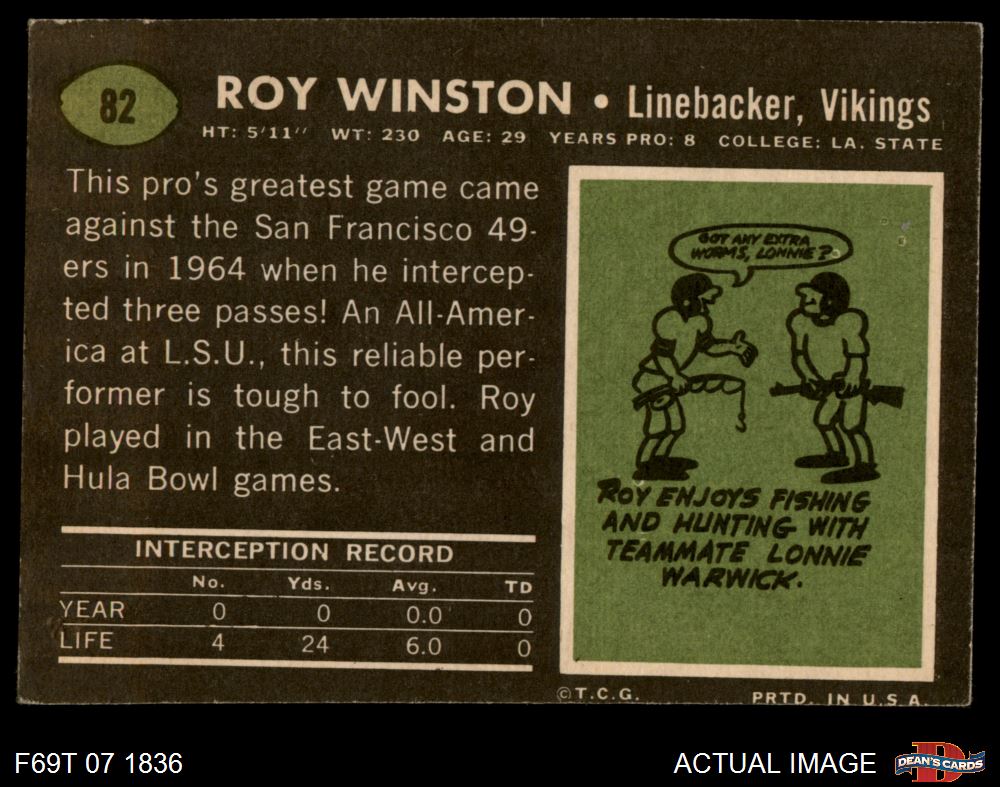 82
ROY WINSTON • Linebacker, Vikings
HT: 5'11'' WT: 230 AGE: 29 YEARS PRO: 8 COLLEGE: LA. STATE
This pro's greatest game came
against the San Francisco 49-
ers in 1964 when he intercep-
ted three passes! An All-Amer-
ica at L.S.U., this reliable per-
former is tough to fool. Roy
played in the East-West and
Hula Bowl games.
INTERCEPTION RECORD
No. Yds. Avg. TD
YEAR 0 0 0.0 0
LIFE 4 24 6.0 0
GOT ANY EXTRA
WORMS, LONNIE?
ROY ENJOYS FISHING
AND HUNTING WITH
TEAMMATE LONNIE
WARWICK.
©T.C.G. PRTD. IN U.S.A.
F69T 07 1836
ACTUAL IMAGE
D
DEAN'S CARDS